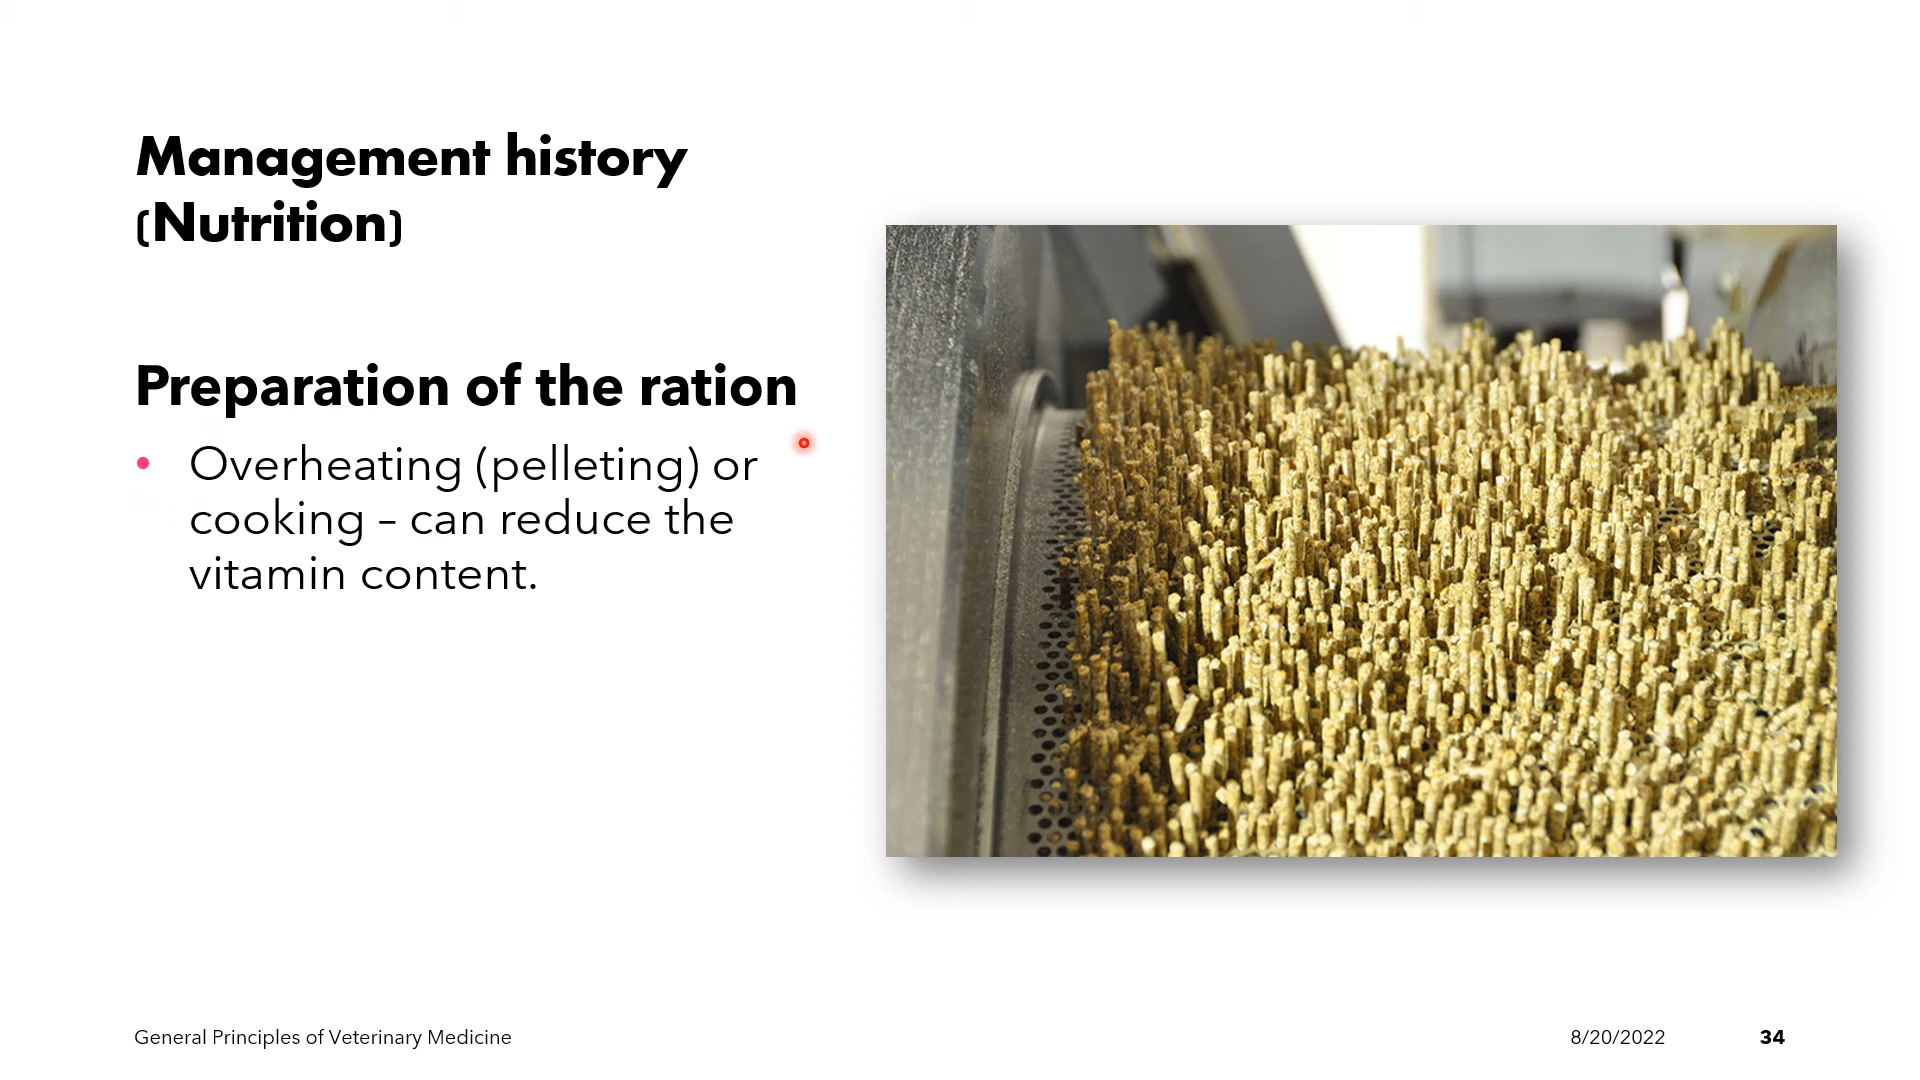 Management history
(Nutrition)
Preparation of the ration
• Overheating (pelleting) or
cooking – can reduce the
vitamin content.
General Principles of Veterinary Medicine
8/20/2022
34